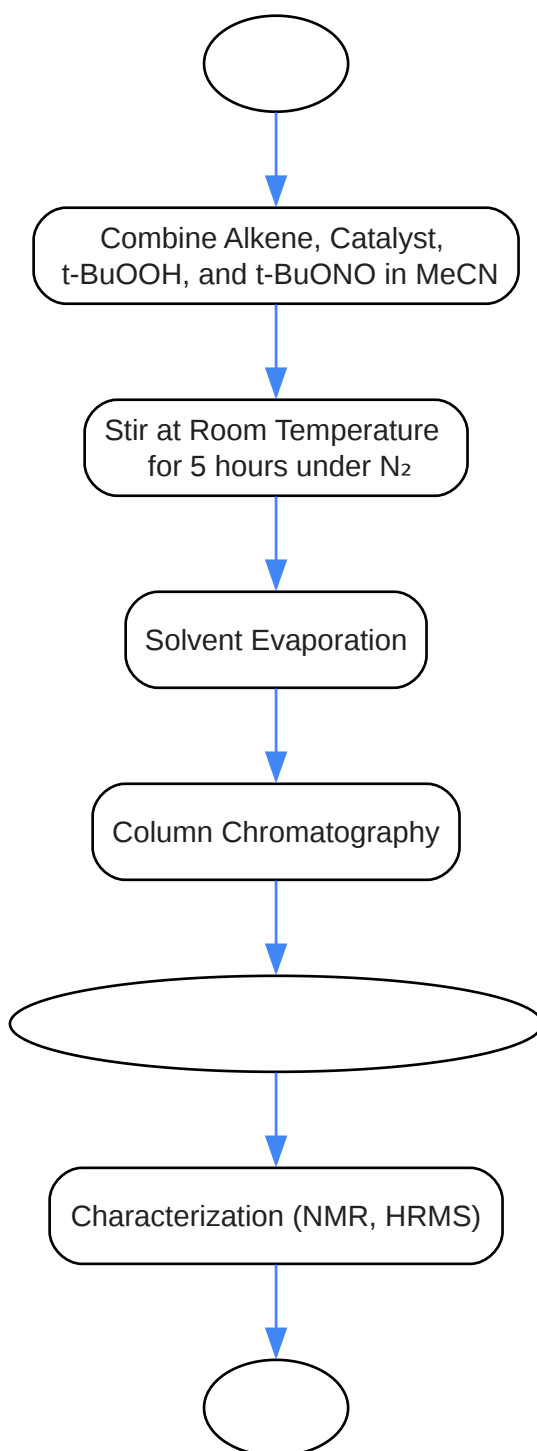 Combine Alkene, Catalyst,
t-BuOOH, and t-BuONO in MeCN
Stir at Room Temperature
for 5 hours under N₂
Solvent Evaporation
Column Chromatography
Characterization (NMR, HRMS)